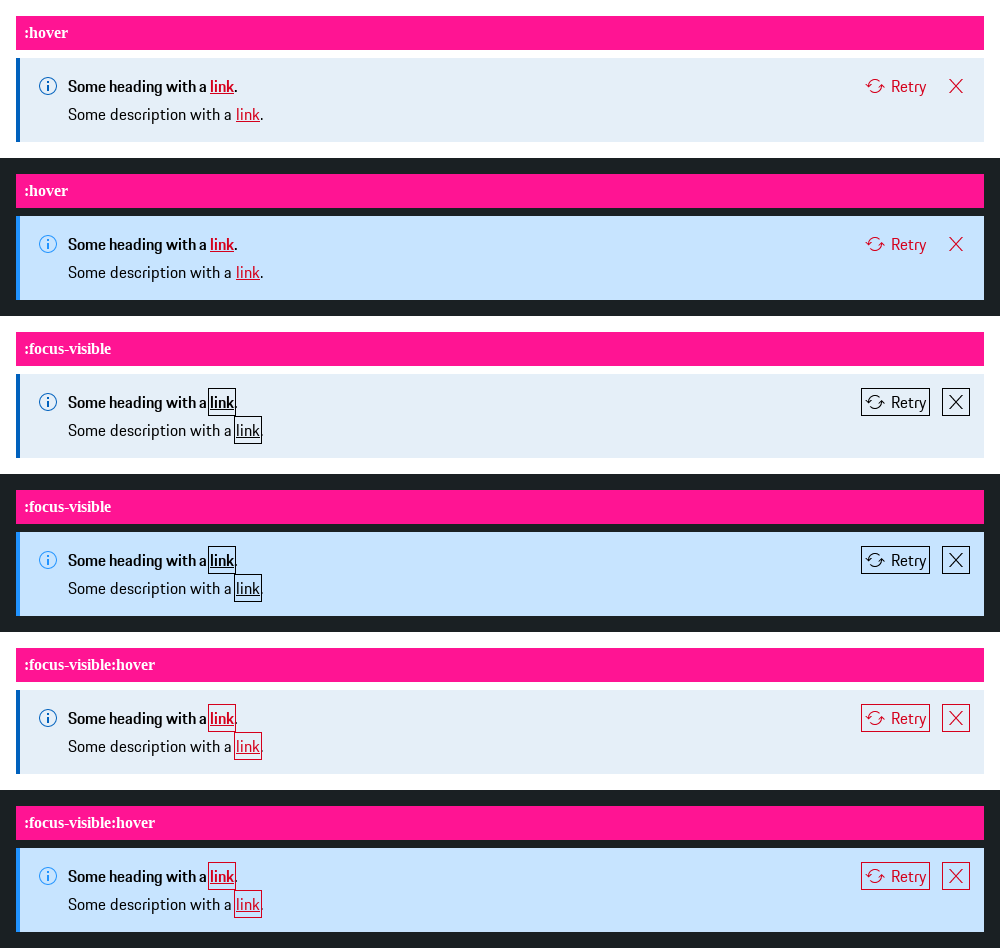 :hover
Some heading with a link. Retry
Some description with a link.
:hover
Some heading with a link. Retry
Some description with a link.
:focus-visible
Some heading with a link. Retry
Some description with a link.
:focus-visible
Some heading with a link. Retry
Some description with a link.
:focus-visible:hover
Some heading with a link. Retry
Some description with a link.
:focus-visible:hover
Some heading with a link. Retry
Some description with a link.